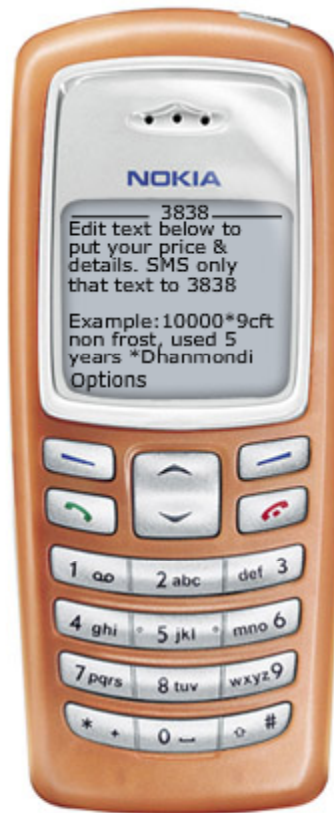 NOKIA
3838
Edit text below to
put your price &
details. SMS only
that text to 3838
Example:10000*9cft
non frost, used 5
years *Dhanmondi
Options
1
2 abc
def 3
4 ghi
5 jkl
mno 6
7 pqrs
8 tuv
wxyz 9
* +
0
#